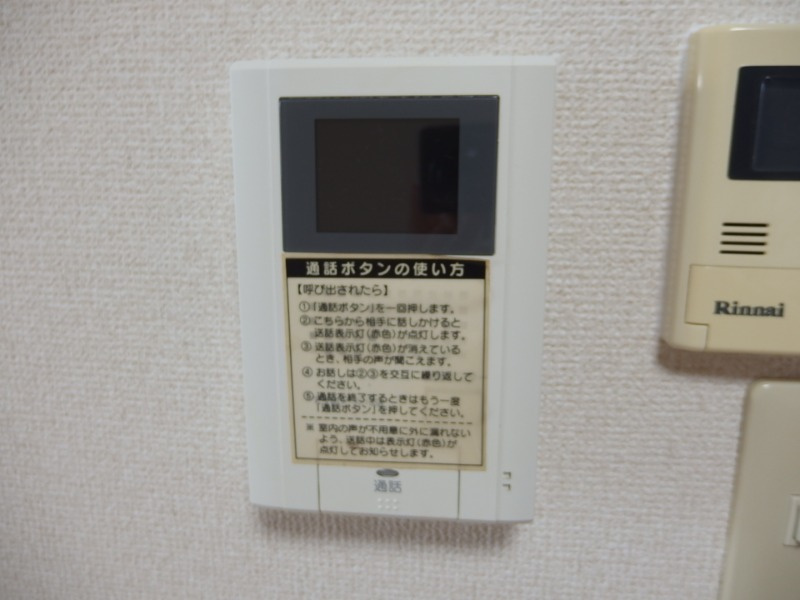 通話ボタンの使い方
【呼び出されたら】
①「通話ボタン」を一回押します。
②こちらから相手に話しかけると
送話表示灯(赤色)が点灯します。
③送話表示灯(赤色)が消えている
とき、相手の声が聞こえます。
④お話しは②③を交互に繰り返して
ください。
⑤通話を終了するときはもう一度
「通話ボタン」を押してください。
※室内の声が不用意に外に漏れない
よう、送話中は表示灯(赤色)が
点灯してお知らせします。
通話
Rinnai